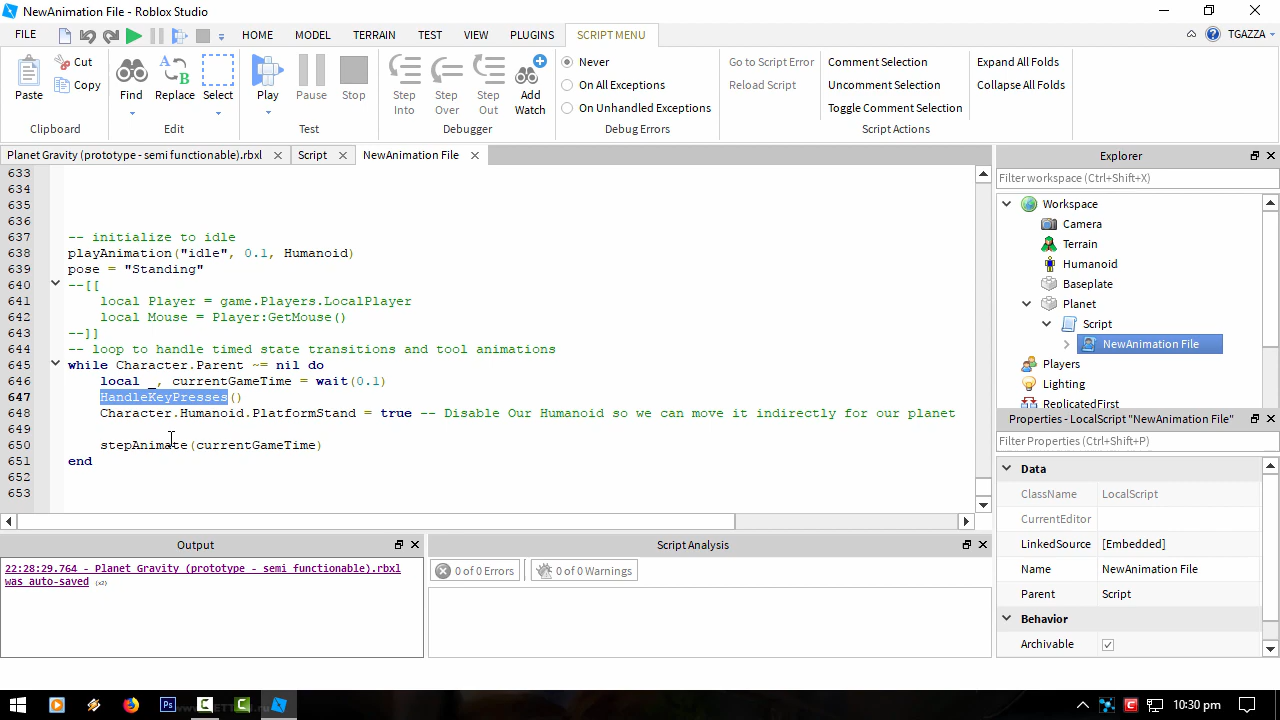 NewAnimation File - Roblox Studio
FILE
HOME
MODEL
TERRAIN
TEST
VIEW
PLUGINS
SCRIPT MENU
TGAZZA
Paste
Cut
Copy
Clipboard
Find
Replace
Select
Edit
Play
Pause
Stop
Test
Step Into
Step Over
Step Out
Add Watch
Debugger
Never
On All Exceptions
On Unhandled Exceptions
Debug Errors
Go to Script Error
Reload Script
Comment Selection
Uncomment Selection
Toggle Comment Selection
Expand All Folds
Collapse All Folds
Script Actions
Planet Gravity (prototype - semi functionable).rbxl
Script
NewAnimation File
633
634
635
636
637 -- initialize to idle
638 playAnimation("idle", 0.1, Humanoid)
639 pose = "Standing"
640 --[[
641 local Player = game.Players.LocalPlayer
642 local Mouse = Player:GetMouse()
643 --]]
644 -- loop to handle timed state transitions and tool animations
645 while Character.Parent ~= nil do
646 local _, currentGameTime = wait(0.1)
647 HandleKeyPresses()
648 Character.Humanoid.PlatformStand = true -- Disable Our Humanoid so we can move it indirectly for our planet
649
650 stepAnimate(currentGameTime)
651 end
652
653
Explorer
Filter workspace (Ctrl+Shift+X)
Workspace
Camera
Terrain
Humanoid
Baseplate
Planet
Script
NewAnimation File
Players
Lighting
ReplicatedFirst
Properties - LocalScript "NewAnimation File"
Filter Properties (Ctrl+Shift+P)
Data
ClassName LocalScript
CurrentEditor
LinkedSource [Embedded]
Name NewAnimation File
Parent Script
Behavior
Archivable
Output
22:28:29.764 - Planet Gravity (prototype - semi functionable).rbxl
was auto-saved (x2)
Script Analysis
0 of 0 Errors
0 of 0 Warnings
10:30 pm